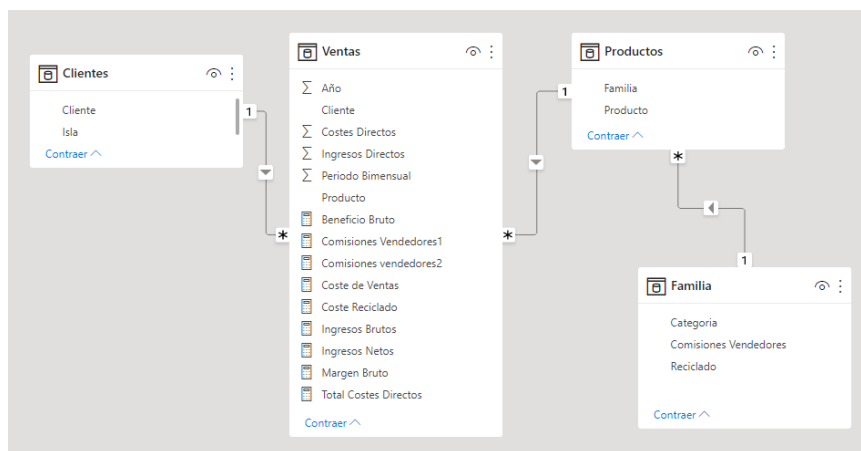 Clientes
Cliente
Isla
Contraer
1
*
Ventas
Año
Cliente
Costes Directos
Ingresos Directos
Periodo Bimensual
Producto
Beneficio Bruto
Comisiones Vendedores1
Comisiones vendedores2
Coste de Ventas
Coste Reciclado
Ingresos Brutos
Ingresos Netos
Margen Bruto
Total Costes Directos
Contraer
*
1
Productos
Familia
Producto
Contraer
*
1
Familia
Categoria
Comisiones Vendedores
Reciclado
Contraer